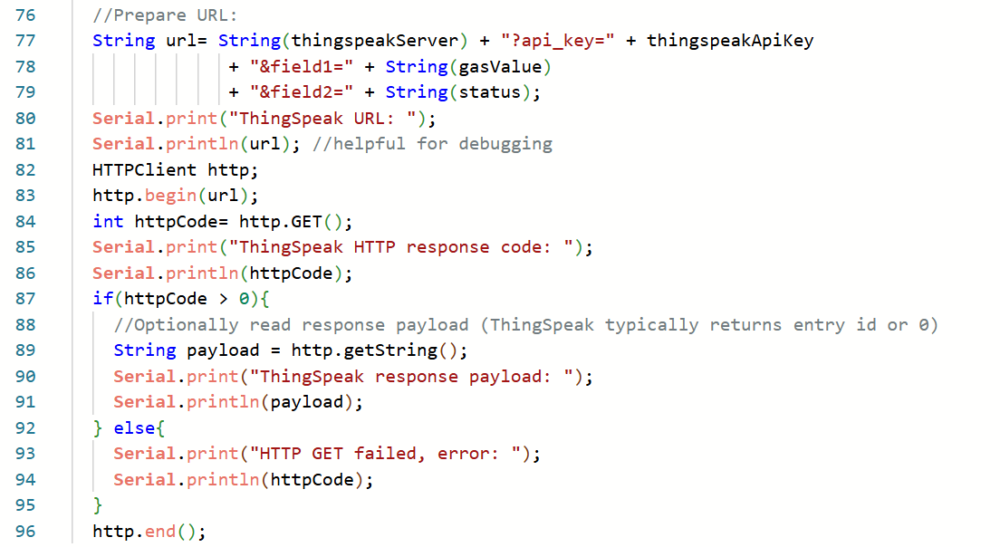 76 //Prepare URL:
77 String url= String(thingspeakServer) + "?api_key=" + thingspeakApiKey
78 + "&field1=" + String(gasValue)
79 + "&field2=" + String(status);
80 Serial.print("ThingSpeak URL: ");
81 Serial.println(url); //helpful for debugging
82 HTTPClient http;
83 http.begin(url);
84 int httpCode= http.GET();
85 Serial.print("ThingSpeak HTTP response code: ");
86 Serial.println(httpCode);
87 if(httpCode > 0){
88 //Optionally read response payload (ThingSpeak typically returns entry id or 0)
89 String payload = http.getString();
90 Serial.print("ThingSpeak response payload: ");
91 Serial.println(payload);
92 } else{
93 Serial.print("HTTP GET failed, error: ");
94 Serial.println(httpCode);
95 }
96 http.end();